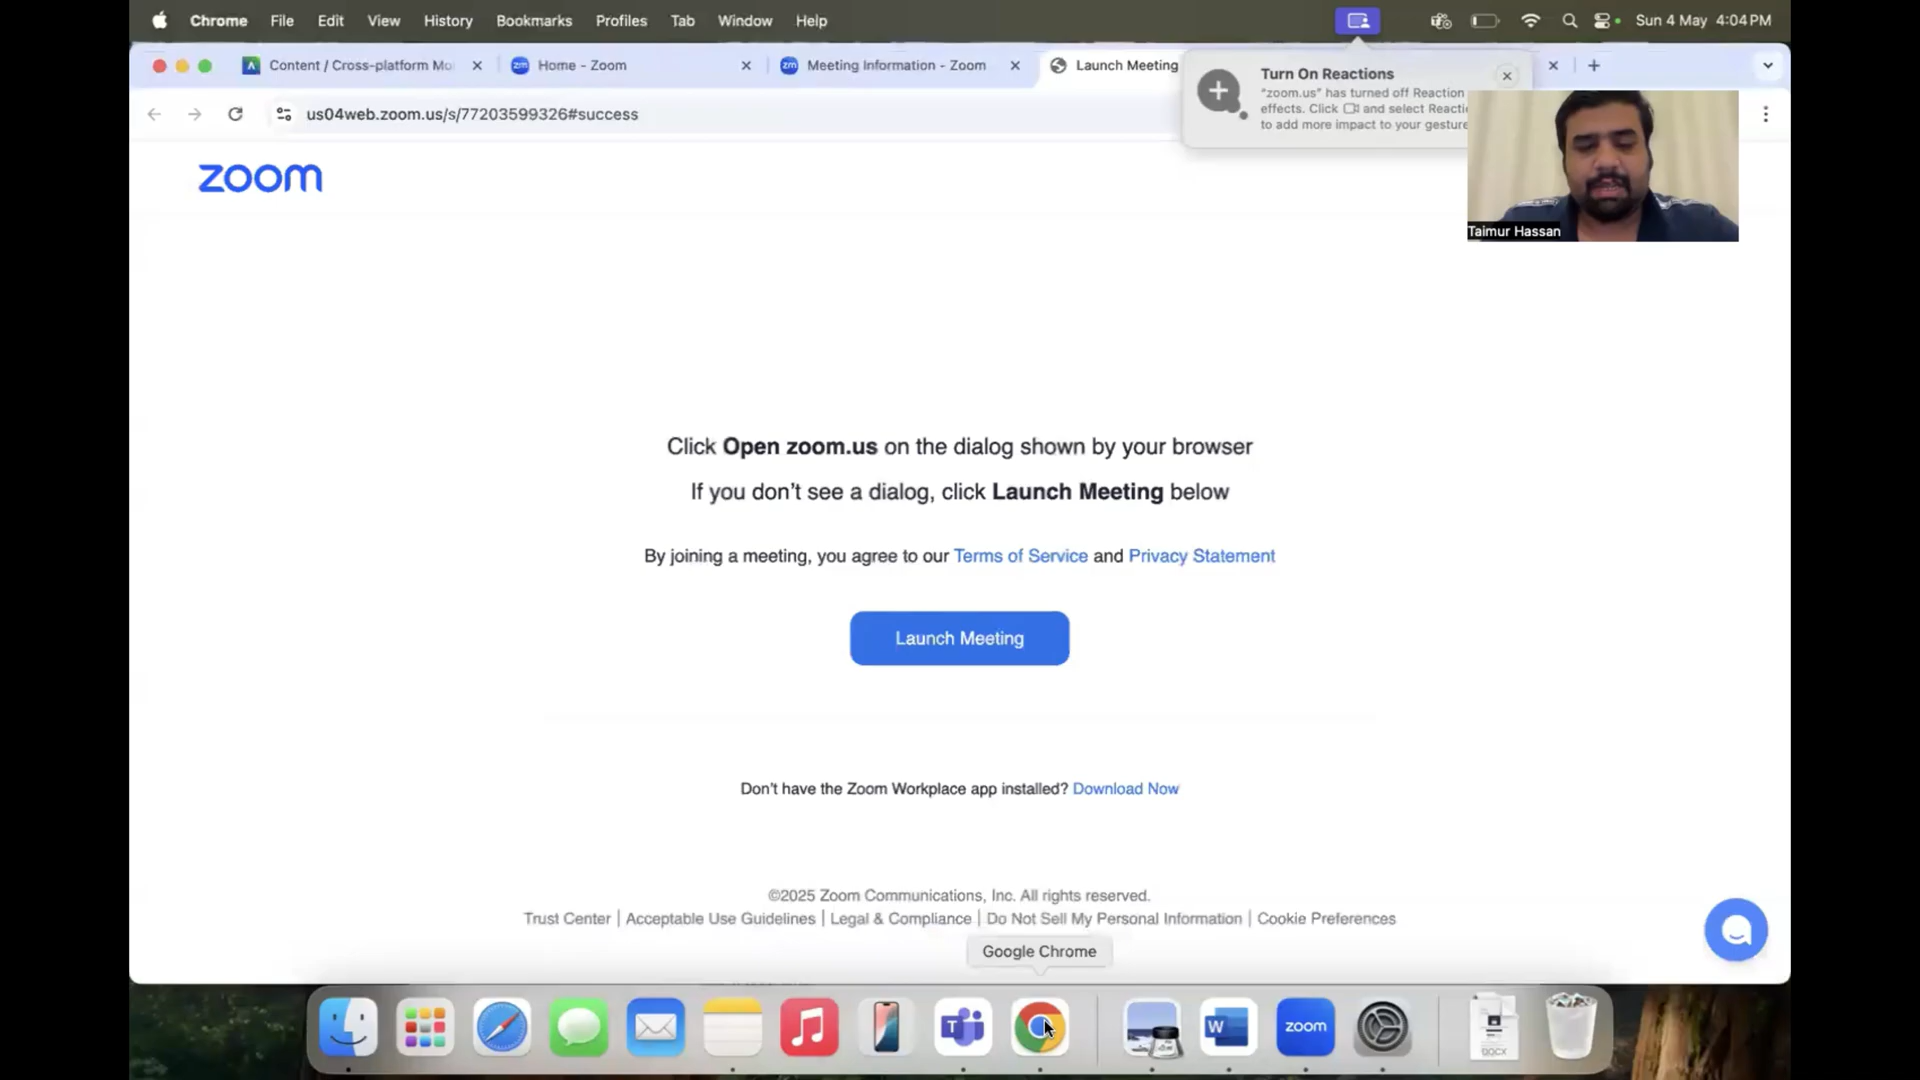 Chrome File Edit View History Bookmarks Profiles Tab Window Help
Sun 4 May 4:04 PM
Content / Cross-platform Mo
Home - Zoom
Meeting Information - Zoom
Launch Meeting
us04web.zoom.us/s/77203599326#success
Turn On Reactions
"zoom.us" has turned off Reaction
effects. Click and select Reacti
to add more impact to your gesture
Taimur Hassan
zoom
Click Open zoom.us on the dialog shown by your browser
If you don't see a dialog, click Launch Meeting below
By joining a meeting, you agree to our Terms of Service and Privacy Statement
Launch Meeting
Don't have the Zoom Workplace app installed? Download Now
©2025 Zoom Communications, Inc. All rights reserved.
Trust Center | Acceptable Use Guidelines | Legal & Compliance | Do Not Sell My Personal Information | Cookie Preferences
Google Chrome
T
W
zoom
DOCX